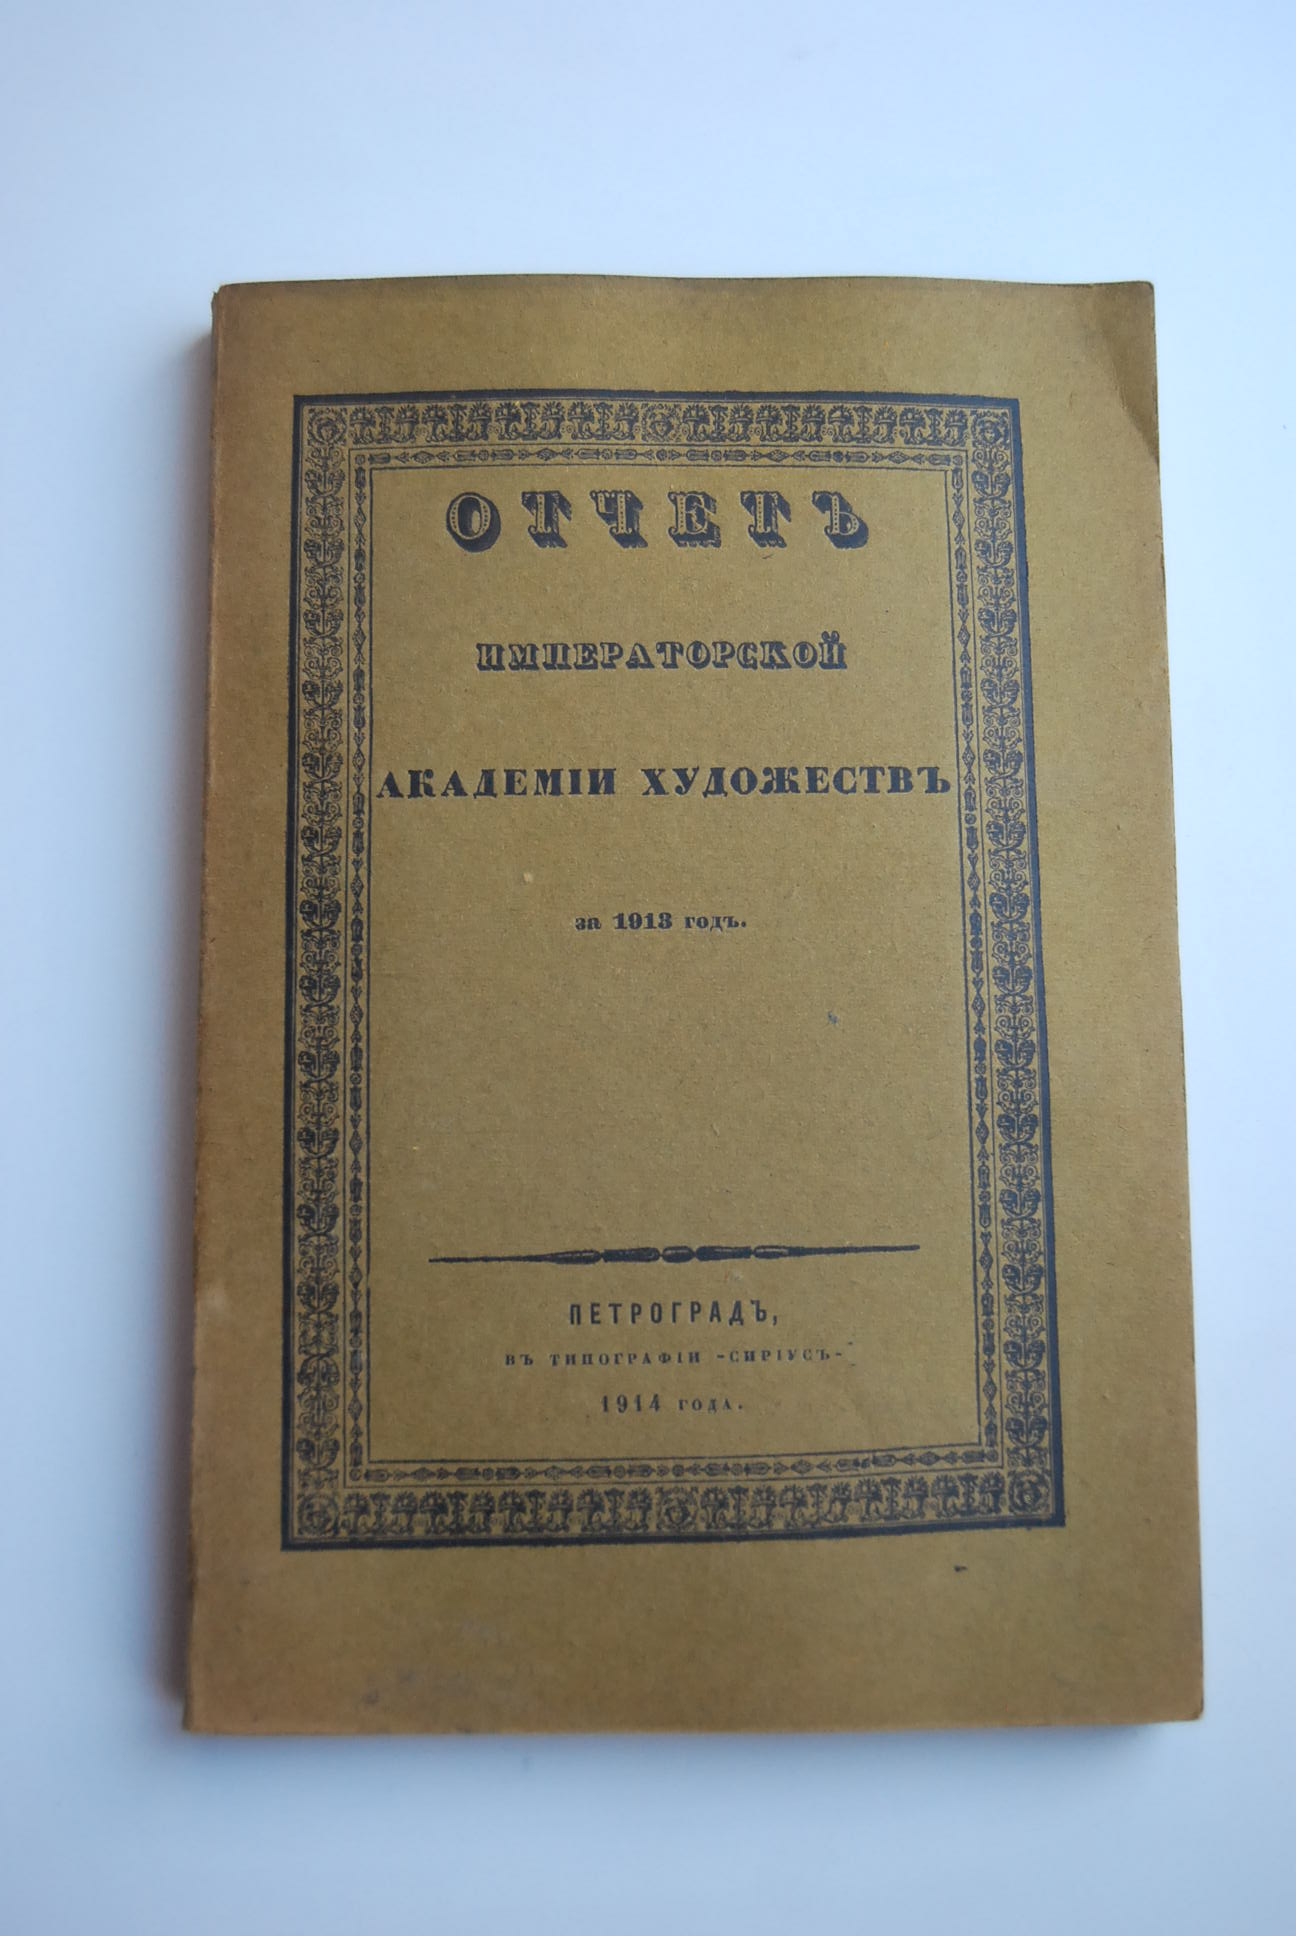 ОТЧЕТЪ
ИМПЕРАТОРСКОЙ
АКАДЕМІИ ХУДОЖЕСТВЪ
за 1913 годъ.
ПЕТРОГРАДЪ,
ВЪ ТИПОГРАФІИ -СИРІУСЪ-
1914 ГОДА.